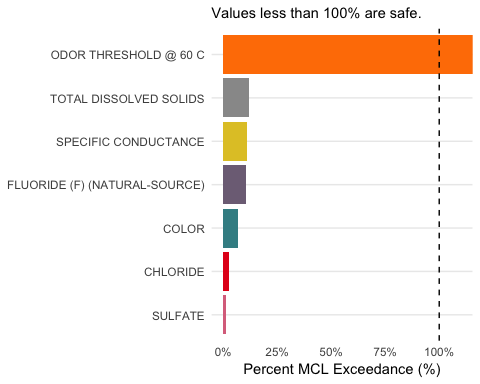 Values less than 100% are safe.
ODOR THRESHOLD @ 60 C
TOTAL DISSOLVED SOLIDS
SPECIFIC CONDUCTANCE
FLUORIDE (F) (NATURAL-SOURCE)
COLOR
CHLORIDE
SULFATE
0% 25% 50% 75% 100%
Percent MCL Exceedance (%)